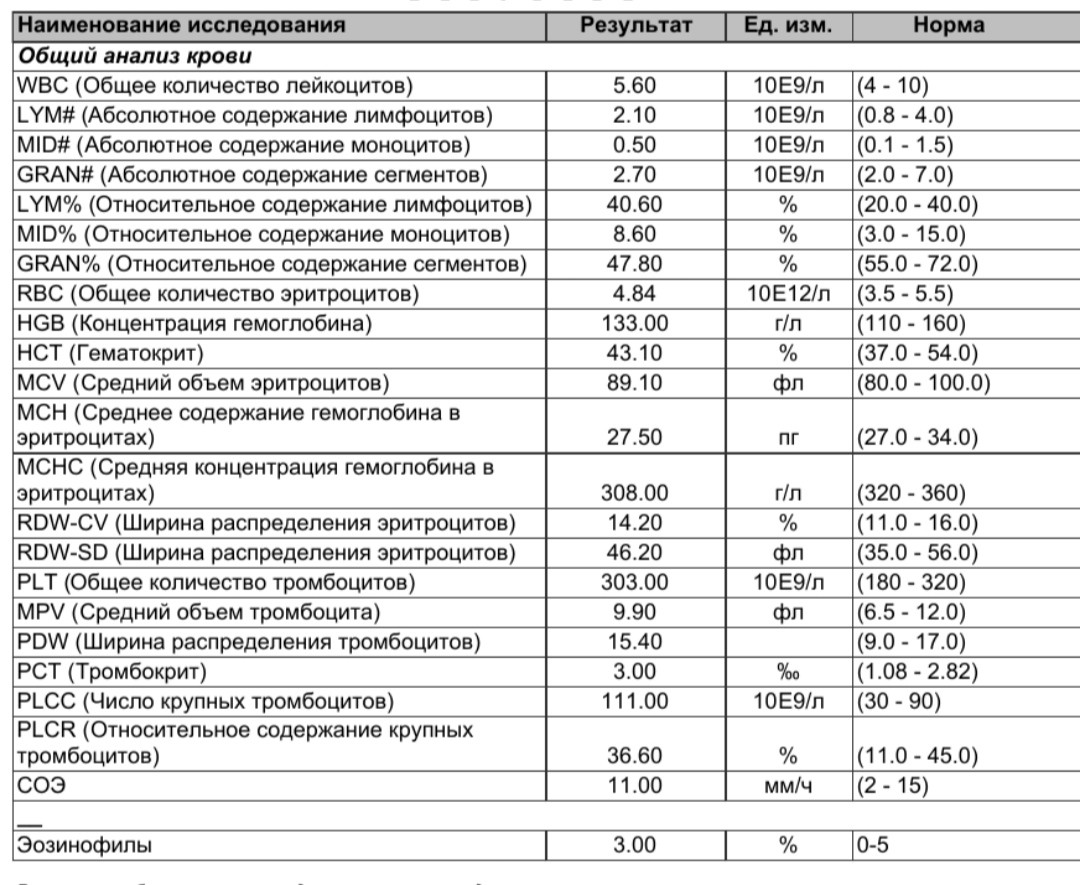 Наименование исследования Результат Ед. изм. Норма
Общий анализ крови
WBC (Общее количество лейкоцитов) 5.60 10E9/л (4 - 10)
LYM# (Абсолютное содержание лимфоцитов) 2.10 10E9/л (0.8 - 4.0)
MID# (Абсолютное содержание моноцитов) 0.50 10E9/л (0.1 - 1.5)
GRAN# (Абсолютное содержание сегментов) 2.70 10E9/л (2.0 - 7.0)
LYM% (Относительное содержание лимфоцитов) 40.60 % (20.0 - 40.0)
MID% (Относительное содержание моноцитов) 8.60 % (3.0 - 15.0)
GRAN% (Относительное содержание сегментов) 47.80 % (55.0 - 72.0)
RBC (Общее количество эритроцитов) 4.84 10E12/л (3.5 - 5.5)
HGB (Концентрация гемоглобина) 133.00 г/л (110 - 160)
HCT (Гематокрит) 43.10 % (37.0 - 54.0)
MCV (Средний объем эритроцитов) 89.10 фл (80.0 - 100.0)
MCH (Среднее содержание гемоглобина в
эритроцитах) 27.50 пг (27.0 - 34.0)
MCHC (Средняя концентрация гемоглобина в
эритроцитах) 308.00 г/л (320 - 360)
RDW-CV (Ширина распределения эритроцитов) 14.20 % (11.0 - 16.0)
RDW-SD (Ширина распределения эритроцитов) 46.20 фл (35.0 - 56.0)
PLT (Общее количество тромбоцитов) 303.00 10E9/л (180 - 320)
MPV (Средний объем тромбоцита) 9.90 фл (6.5 - 12.0)
PDW (Ширина распределения тромбоцитов) 15.40 (9.0 - 17.0)
PCT (Тромбокрит) 3.00 ‰ (1.08 - 2.82)
PLCC (Число крупных тромбоцитов) 111.00 10E9/л (30 - 90)
PLCR (Относительное содержание крупных
тромбоцитов) 36.60 % (11.0 - 45.0)
СОЭ 11.00 мм/ч (2 - 15)
__
Эозинофилы 3.00 % 0-5